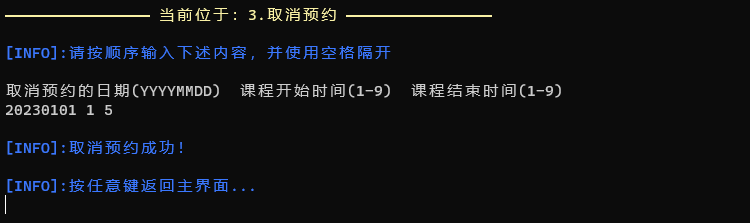 当前位于: 3.取消预约
[INFO]:请按顺序输入下述内容, 并使用空格隔开
取消预约的日期(YYYYMMDD) 课程开始时间(1-9) 课程结束时间(1-9)
20230101 1 5
[INFO]:取消预约成功!
[INFO]:按任意键返回主界面...